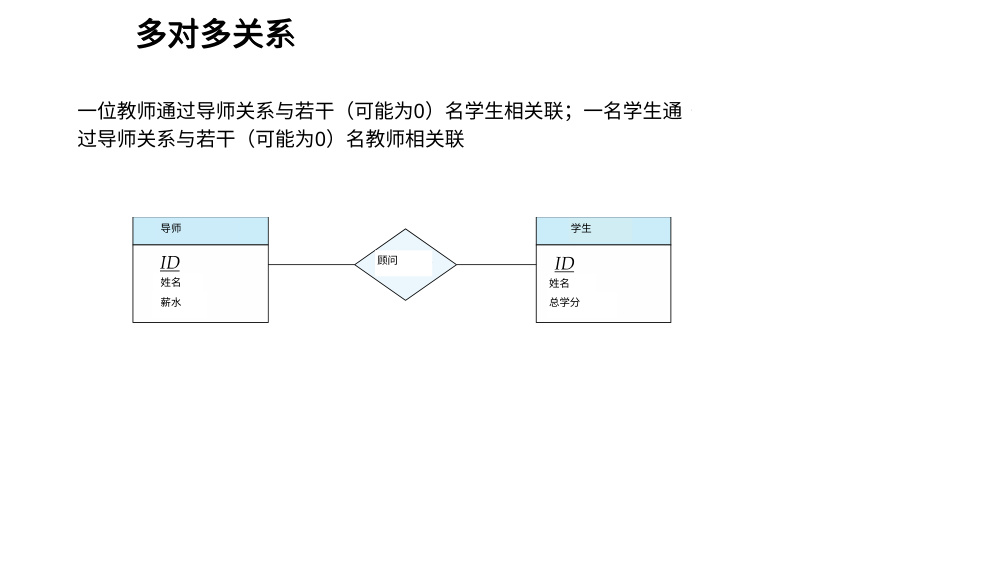 多对多关系
一位教师通过导师关系与若干（可能为0）名学生相关联；一名学生通
过导师关系与若干（可能为0）名教师相关联
导师
ID
姓名
薪水
顾问
学生
ID
姓名
总学分